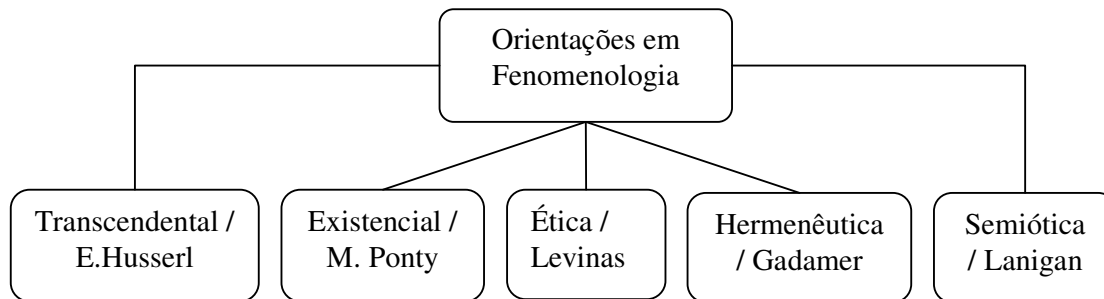 Orientações em
Fenomenologia
Transcendental /
E.Husserl
Existencial /
M. Ponty
Ética /
Levinas
Hermenêutica
/ Gadamer
Semiótica
/ Lanigan